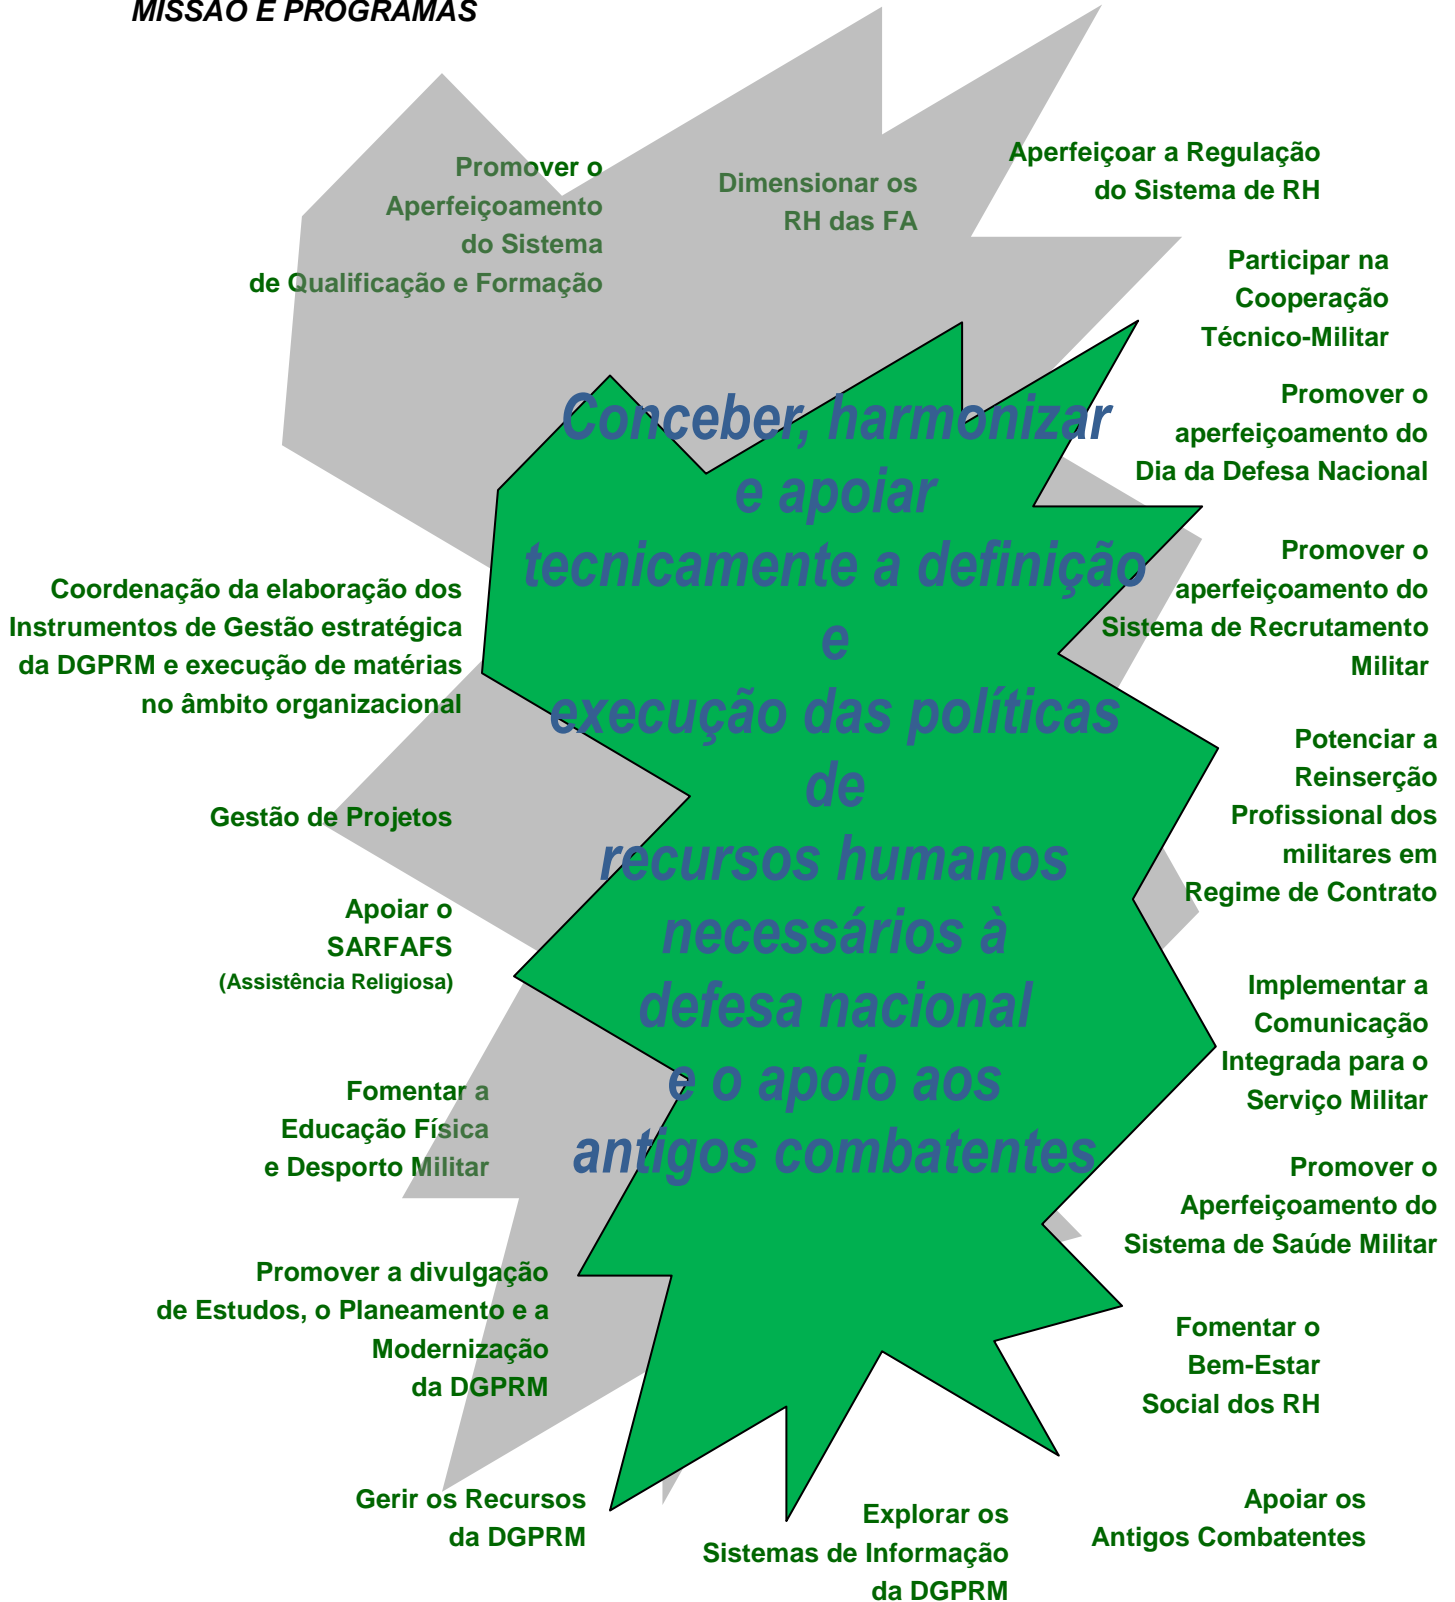 MISSÃO E PROGRAMAS
Promover o
Aperfeiçoamento
do Sistema
de Qualificação e Formação
Dimensionar os
RH das FA
Aperfeiçoar a Regulação
do Sistema de RH
Participar na
Cooperação
Técnico-Militar
Promover o
aperfeiçoamento do
Dia da Defesa Nacional
Promover o
aperfeiçoamento do
Sistema de Recrutamento
Militar
Potenciar a
Reinserção
Profissional dos
militares em
Regime de Contrato
Implementar a
Comunicação
Integrada para o
Serviço Militar
Promover o
Aperfeiçoamento do
Sistema de Saúde Militar
Fomentar o
Bem-Estar
Social dos RH
Apoiar os
Antigos Combatentes
Explorar os
Sistemas de Informação
da DGPRM
Gerir os Recursos
da DGPRM
Promover a divulgação
de Estudos, o Planeamento e a
Modernização
da DGPRM
Fomentar a
Educação Física
e Desporto Militar
Apoiar o
SARFAFS
(Assistência Religiosa)
Gestão de Projetos
Coordenação da elaboração dos
Instrumentos de Gestão estratégica
da DGPRM e execução de matérias
no âmbito organizacional
Conceber, harmonizar
e apoiar
tecnicamente a definição
e
execução das políticas
de
recursos humanos
necessários à
defesa nacional
e o apoio aos
antigos combatentes